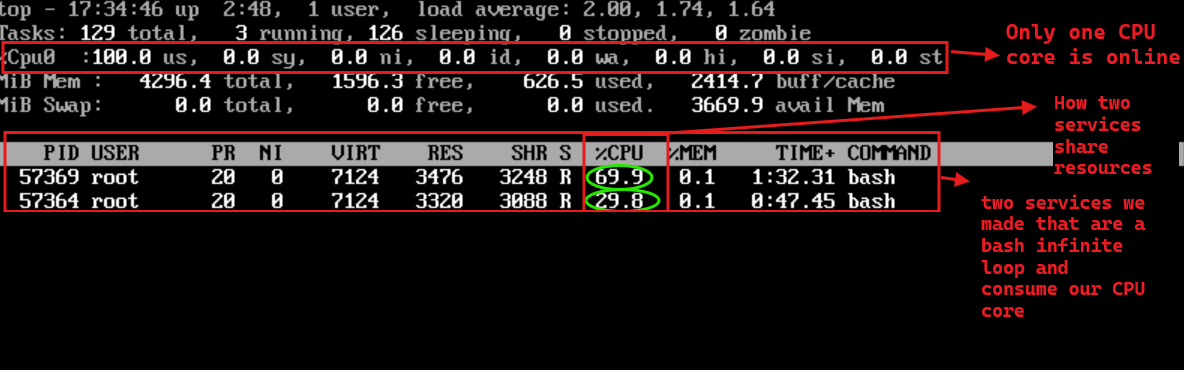 top - 17:34:46 up  2:48,  1 user,  load average: 2.00, 1.74, 1.64
Tasks: 129 total,   3 running, 126 sleeping,   0 stopped,   0 zombie
%Cpu0  :100.0 us,  0.0 sy,  0.0 ni,  0.0 id,  0.0 wa,  0.0 hi,  0.0 si,  0.0 st
MiB Mem :   4296.4 total,   1596.3 free,    626.5 used,   2414.7 buff/cache
MiB Swap:      0.0 total,      0.0 free,      0.0 used.   3669.9 avail Mem
PID USER      PR  NI    VIRT    RES    SHR S  %CPU  %MEM     TIME+ COMMAND
57369 root      20   0    7124   3476   3248 R  69.9   0.1   1:32.31 bash
57364 root      20   0    7124   3320   3088 R  29.8   0.1   0:47.45 bash
Only one CPU
core is online
How two
services
share
resources
two services we
made that are a
bash infinite
loop and
consume our CPU
core